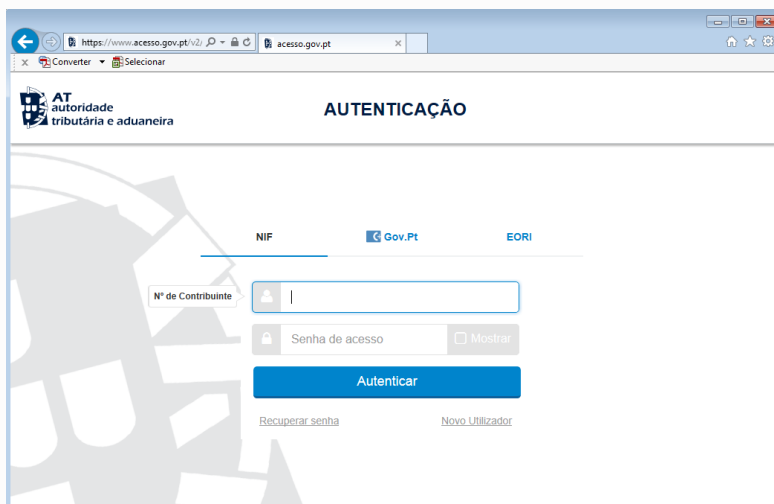 https://www.acesso.gov.pt/v2/
acesso.gov.pt
x Converter Selecionar
AT
autoridade
tributária e aduaneira
AUTENTICAÇÃO
NIF Gov.Pt EORI
Nº de Contribuinte
Senha de acesso Mostrar
Autenticar
Recuperar senha Novo Utilizador